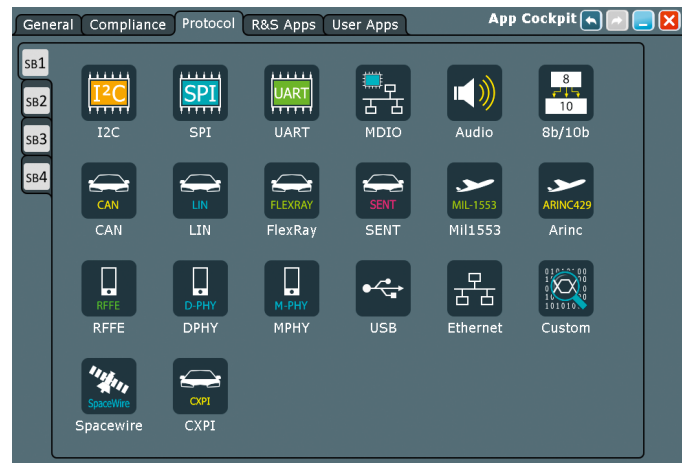 General Compliance Protocol R&S Apps User Apps App Cockpit
SB1
SB2
SB3
SB4
I²C SPI UART 8 10
I2C SPI UART MDIO Audio 8b/10b
CAN LIN FLEXRAY SENT MIL-1553 ARINC429
CAN LIN FlexRay SENT Mil1553 Arinc
RFFE D-PHY M-PHY
RFFE DPHY MPHY USB Ethernet Custom
SpaceWire CXPI
Spacewire CXPI